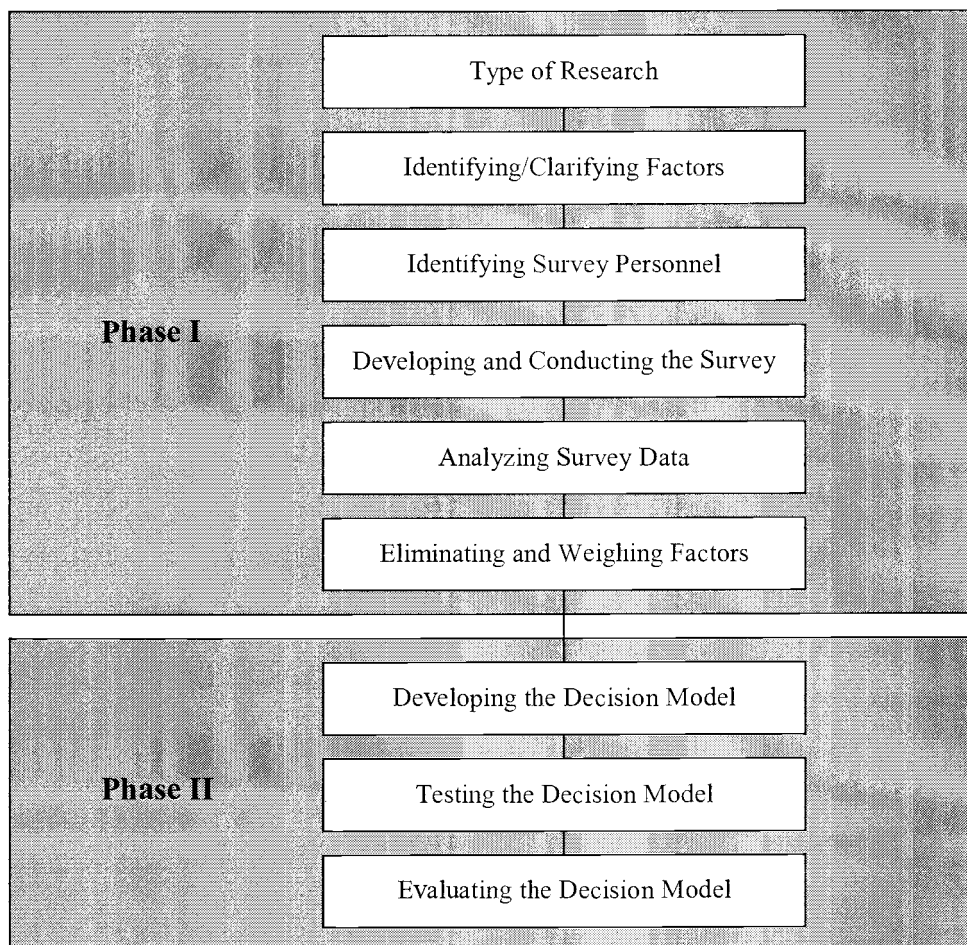 Type of Research
Identifying/Clarifying Factors
Identifying Survey Personnel
Phase I
Developing and Conducting the Survey
Analyzing Survey Data
Eliminating and Weighing Factors
Developing the Decision Model
Phase II
Testing the Decision Model
Evaluating the Decision Model